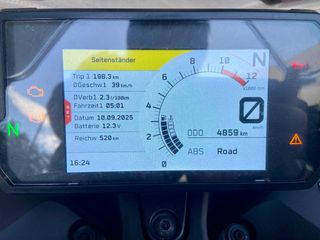 Seitenständer
Trip 1 198.3 km
ØGeschw1 39 km/h
ØVerb1 2.3 l/100km
Fahrzeit1 05:01
Datum 10.09.2025
Batterie 12.3 v
Reichw 520 km
16:24
0
2
4
6
8
10
12
x1000 rpm
N
0
km/h
ODO 4859 km
ABS Road
N